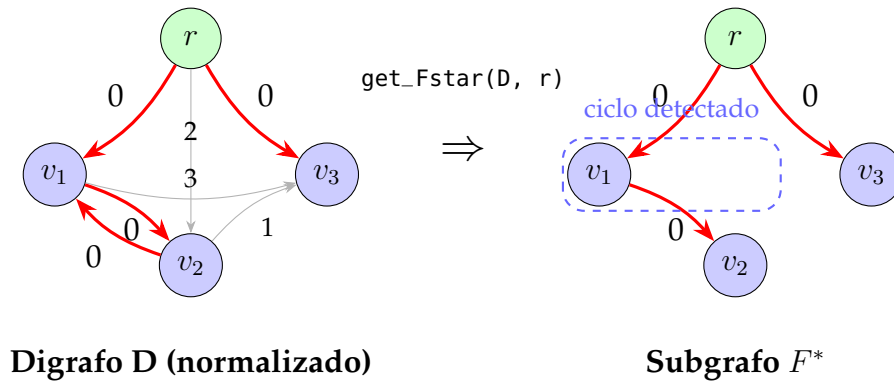 r
0
0
2
v₁
3
v₃
0
0
1
v₂
Digrafo D (normalizado)
get_Fstar(D, r)
⇒
r
0
0
ciclo detectado
v₁
v₃
0
v₂
Subgrafo F*